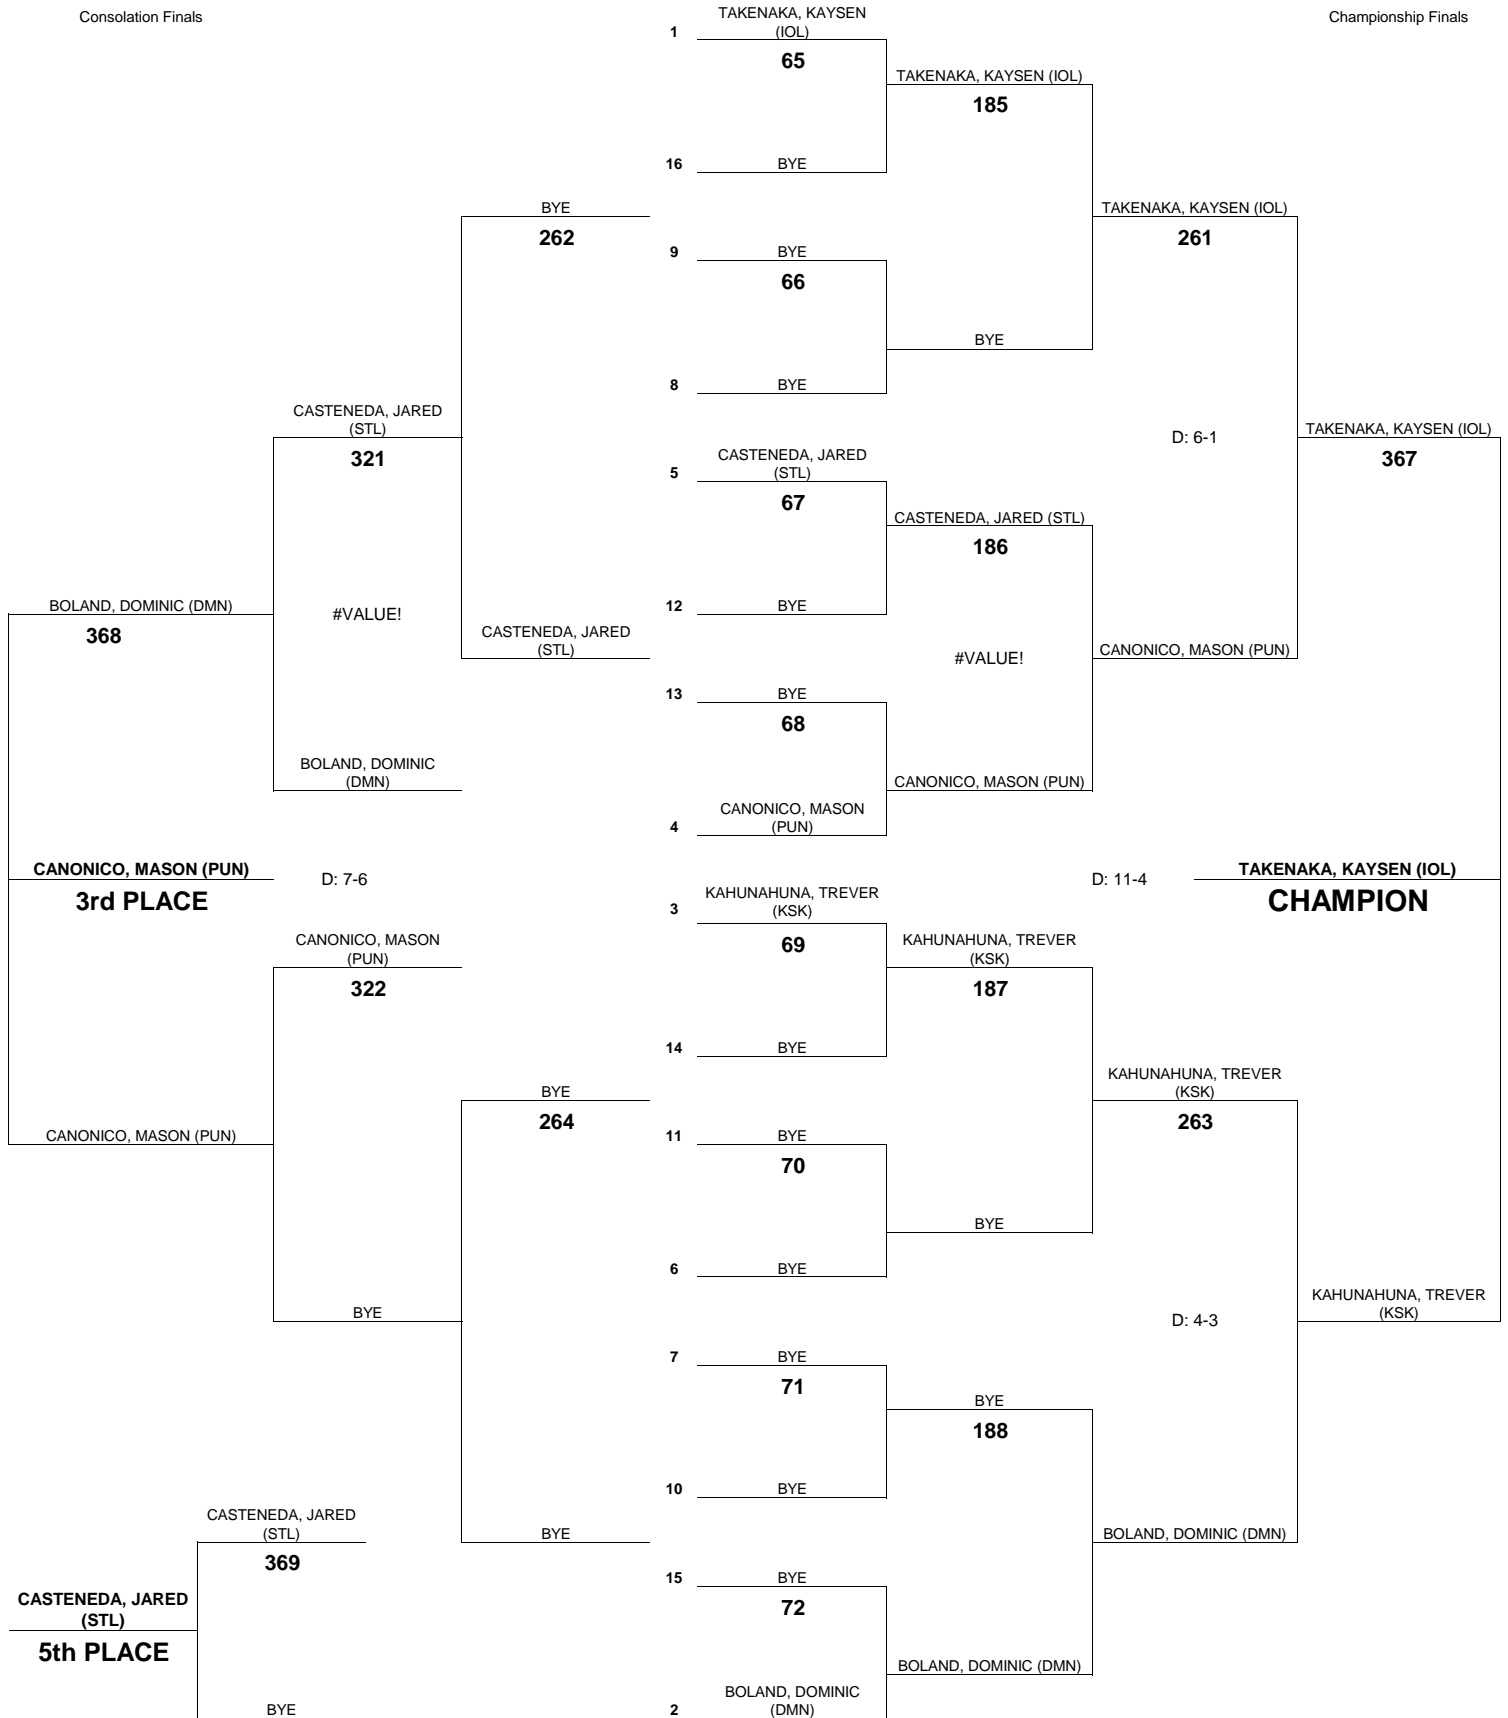 Consolation Finals
Championship Finals
TAKENAKA, KAYSEN
(IOL)
1
65
TAKENAKA, KAYSEN (IOL)
185
16
BYE
BYE
262
TAKENAKA, KAYSEN (IOL)
261
9
BYE
66
BYE
8
BYE
CASTENEDA, JARED
(STL)
321
D: 6-1
TAKENAKA, KAYSEN (IOL)
367
CASTENEDA, JARED
(STL)
5
67
CASTENEDA, JARED (STL)
186
BOLAND, DOMINIC (DMN)
368
#VALUE!
12
BYE
CASTENEDA, JARED
(STL)
#VALUE!
CANONICO, MASON (PUN)
13
BYE
68
BOLAND, DOMINIC
(DMN)
CANONICO, MASON (PUN)
CANONICO, MASON
(PUN)
4
CANONICO, MASON (PUN)
3rd PLACE
D: 7-6
D: 11-4
TAKENAKA, KAYSEN (IOL)
CHAMPION
KAHUNAHUNA, TREVER
(KSK)
3
69
CANONICO, MASON
(PUN)
322
KAHUNAHUNA, TREVER
(KSK)
187
14
BYE
BYE
264
KAHUNAHUNA, TREVER
(KSK)
263
CANONICO, MASON (PUN)
11
BYE
70
BYE
6
BYE
BYE
D: 4-3
KAHUNAHUNA, TREVER
(KSK)
7
BYE
71
BYE
188
10
BYE
CASTENEDA, JARED
(STL)
369
BYE
BOLAND, DOMINIC (DMN)
15
BYE
72
CASTENEDA, JARED
(STL)
5th PLACE
BOLAND, DOMINIC (DMN)
BYE
BOLAND, DOMINIC
(DMN)
2